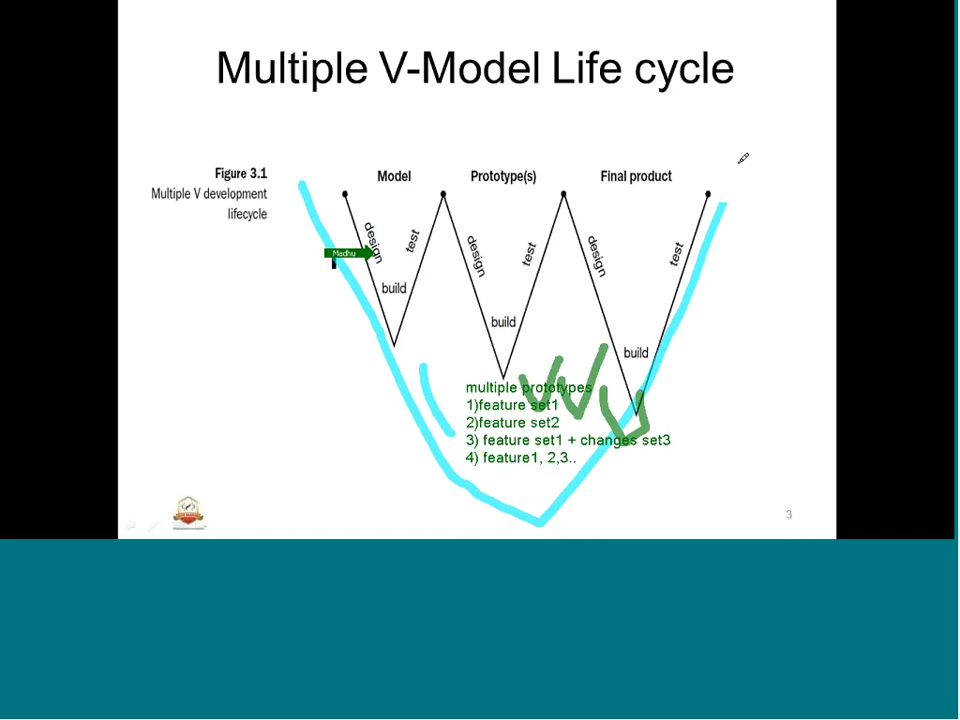 Multiple V-Model Life cycle
Figure 3.1
Multiple V development
lifecycle
Model
Prototype(s)
Final product
design
test
build
design
test
build
design
test
build
Madhu
multiple prototypes
1)feature set1
2)feature set2
3) feature set1 + changes set3
4) feature1, 2,3..
3